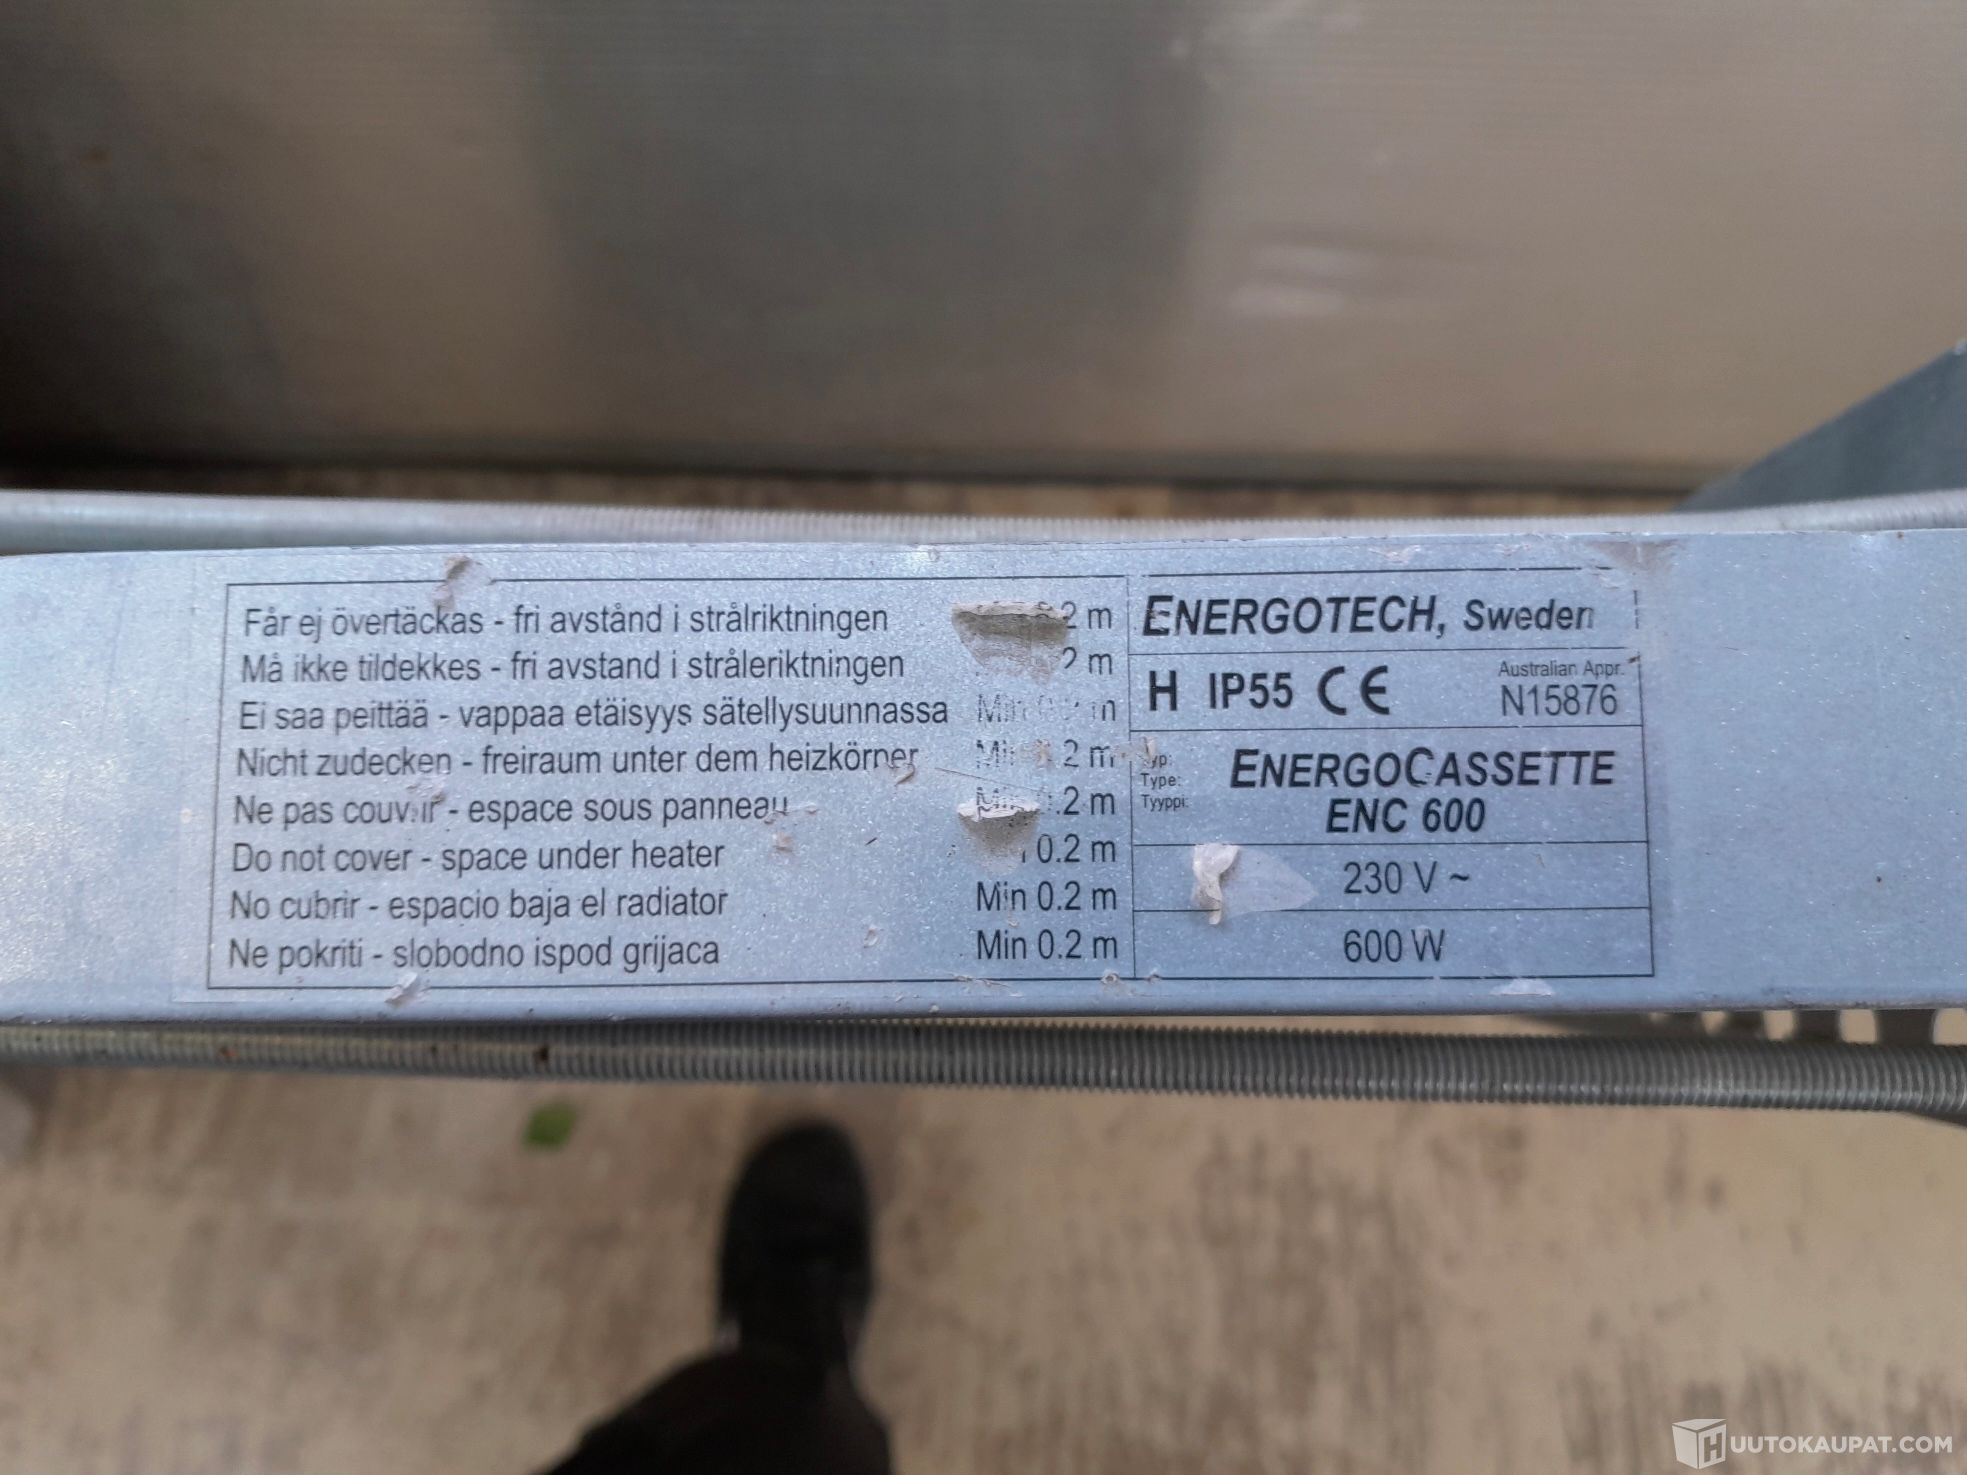 Får ej övertäckas - fri avstånd i strålriktningen 2 m
Må ikke tildekkes - fri avstand i stråleriktningen 2 m
Ei saa peittää - vappaa etäisyys sätellysuunnassa Min m
Nicht zudecken - freiraum unter dem heizkörner 2 m
Ne pas couvrir - espace sous panneau .2 m
Do not cover - space under heater 0.2 m
No cubrir - espacio baja el radiator Min 0.2 m
Ne pokriti - slobodno ispod grijaca Min 0.2 m
ENERGOTECH, Sweden
H IP55 CE
Australian Appr.
N15876
Typ:
Type:
Tyyppi:
ENERGOCASSETTE
ENC 600
230 V ~
600 W
HUUTOKAUPAT.COM